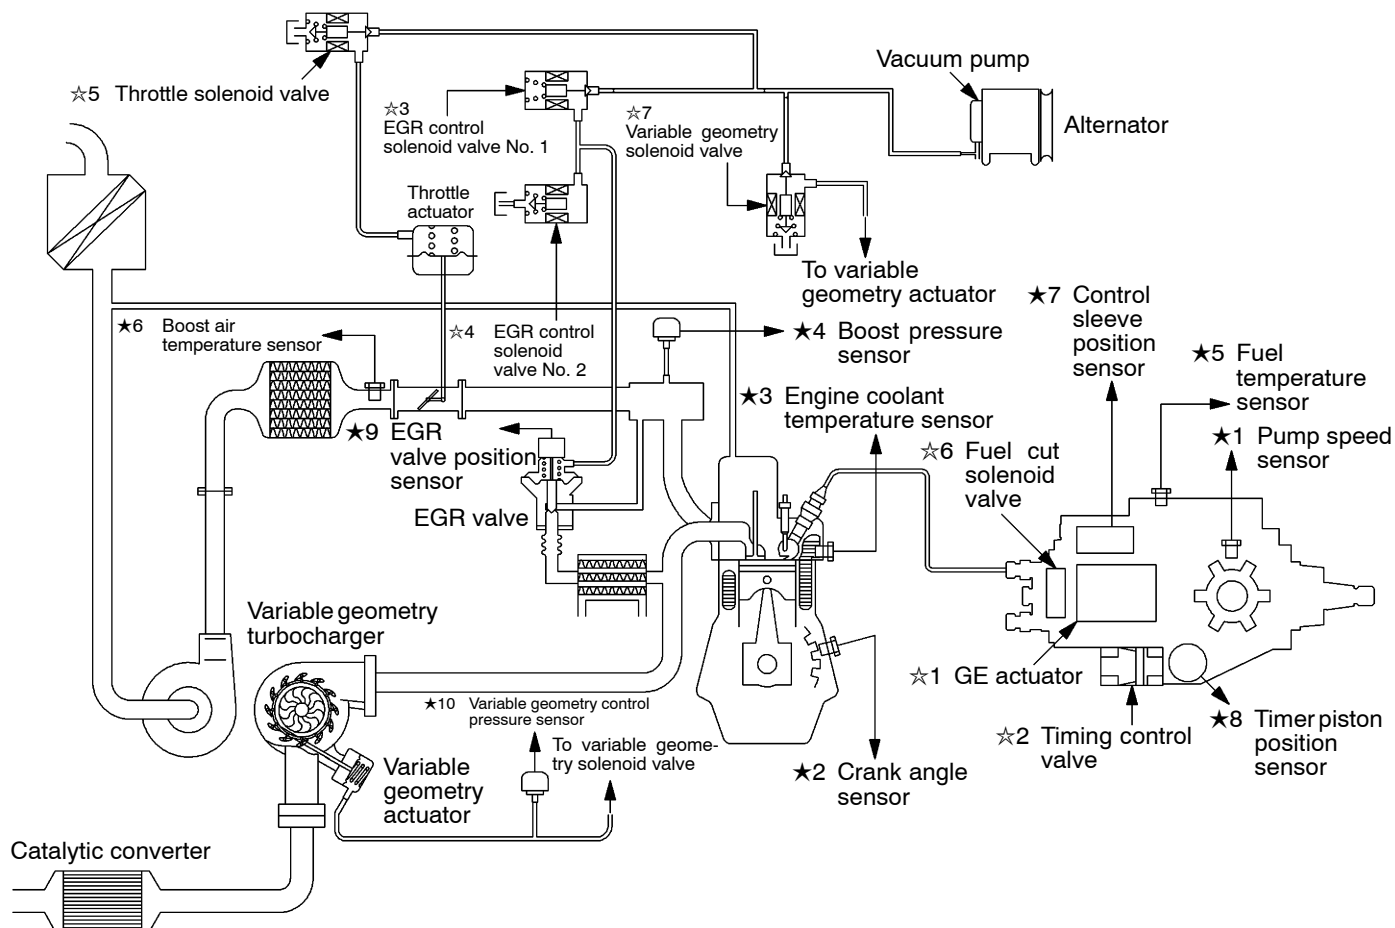 ☆5 Throttle solenoid valve
☆3
EGR control
solenoid valve No. 1
☆7
Variable geometry
solenoid valve
Vacuum pump
Alternator
Throttle
actuator
To variable
geometry actuator
★6 Boost air
temperature sensor
☆4 EGR control
solenoid
valve No. 2
★4 Boost pressure
sensor
★7 Control
sleeve
position
sensor
★5 Fuel
temperature
sensor
★3 Engine coolant
temperature sensor
★9 EGR
valve position
sensor
EGR valve
☆6 Fuel cut
solenoid
valve
★1 Pump speed
sensor
Variable geometry
turbocharger
☆1 GE actuator
★10 Variable geometry control
pressure sensor
To variable geome-
try solenoid valve
☆2 Timing control
valve
★8 Timer piston
position
sensor
★2 Crank angle
sensor
Variable
geometry
actuator
Catalytic converter